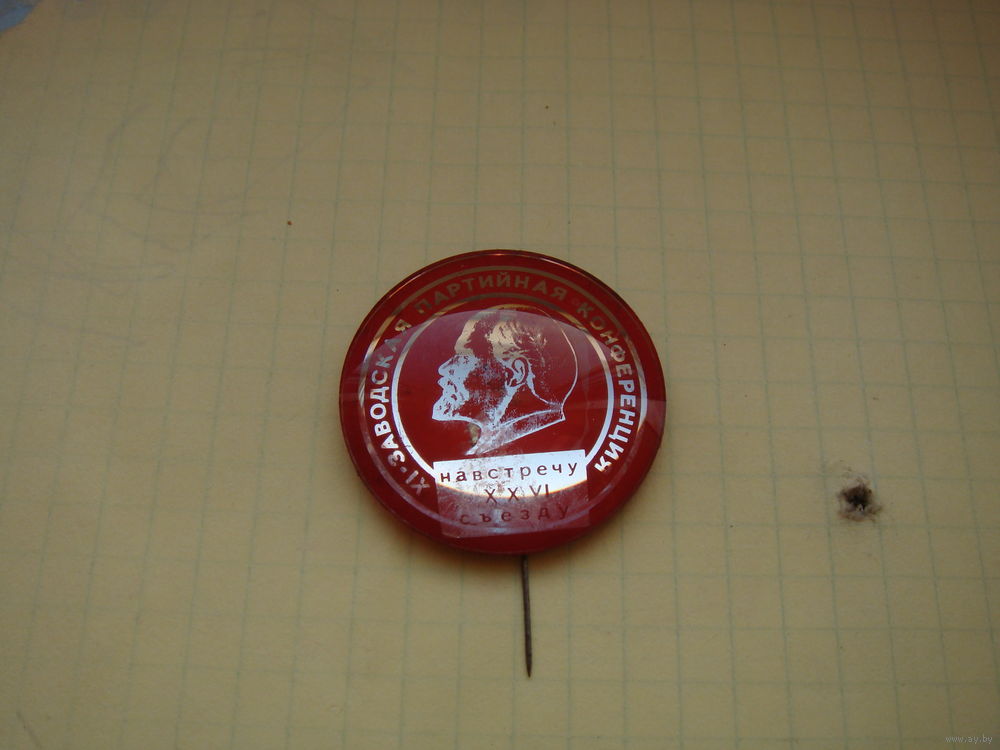 XI·ЗАВОДСКАЯ ПАРТИЙНАЯ КОНФЕРЕНЦИЯ
навстречу
XXVI
съезду
www.ay.by